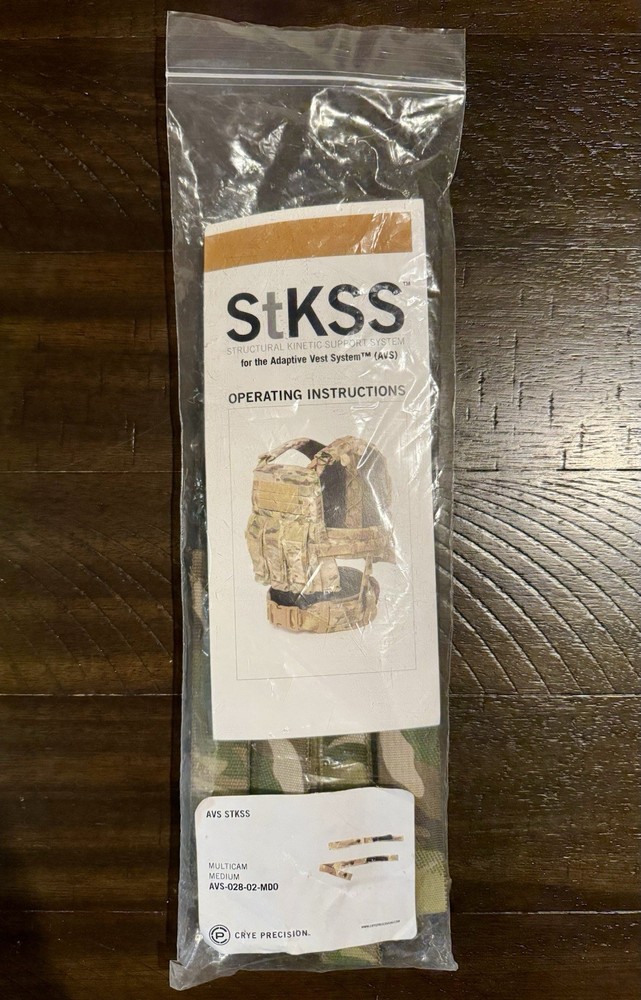 StKSS™
STRUCTURAL KINETIC SUPPORT SYSTEM
for the Adaptive Vest System™ (AVS)
OPERATING INSTRUCTIONS
AVS STKSS
MULTICAM
MEDIUM
AVS-028-02-MD0
CRYE PRECISION